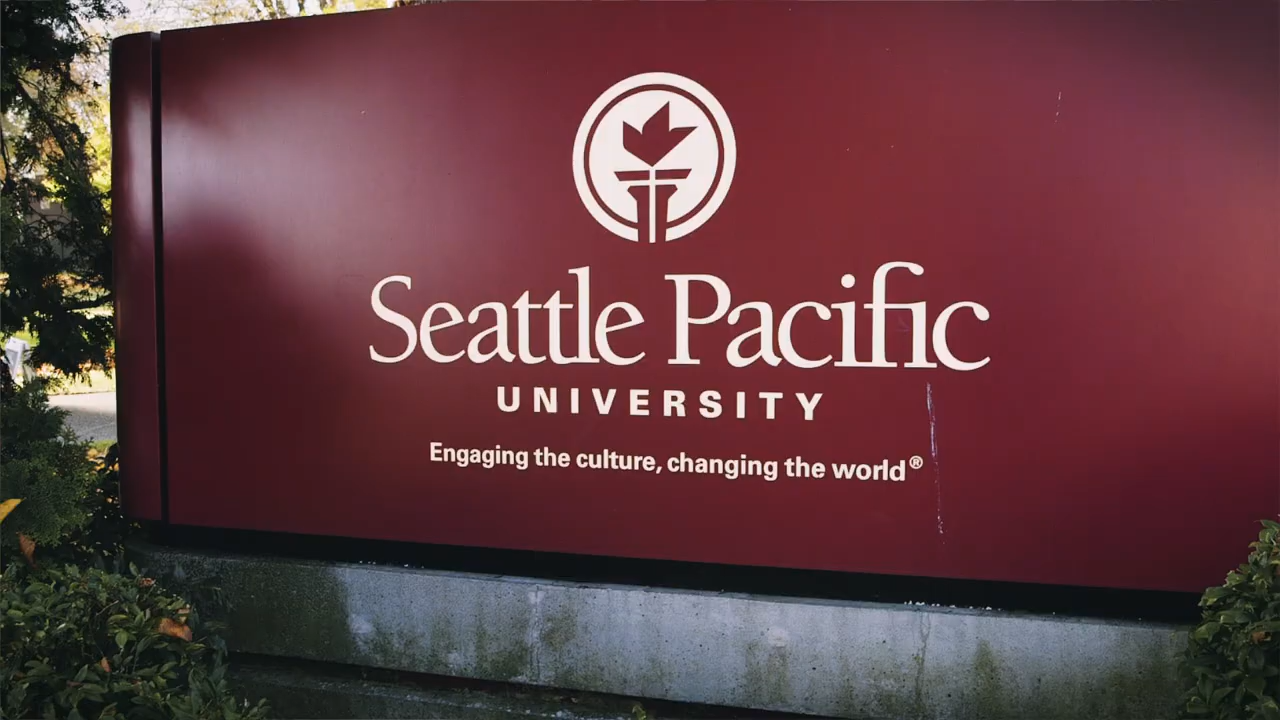 Seattle Pacific
UNIVERSITY
Engaging the culture, changing the world®